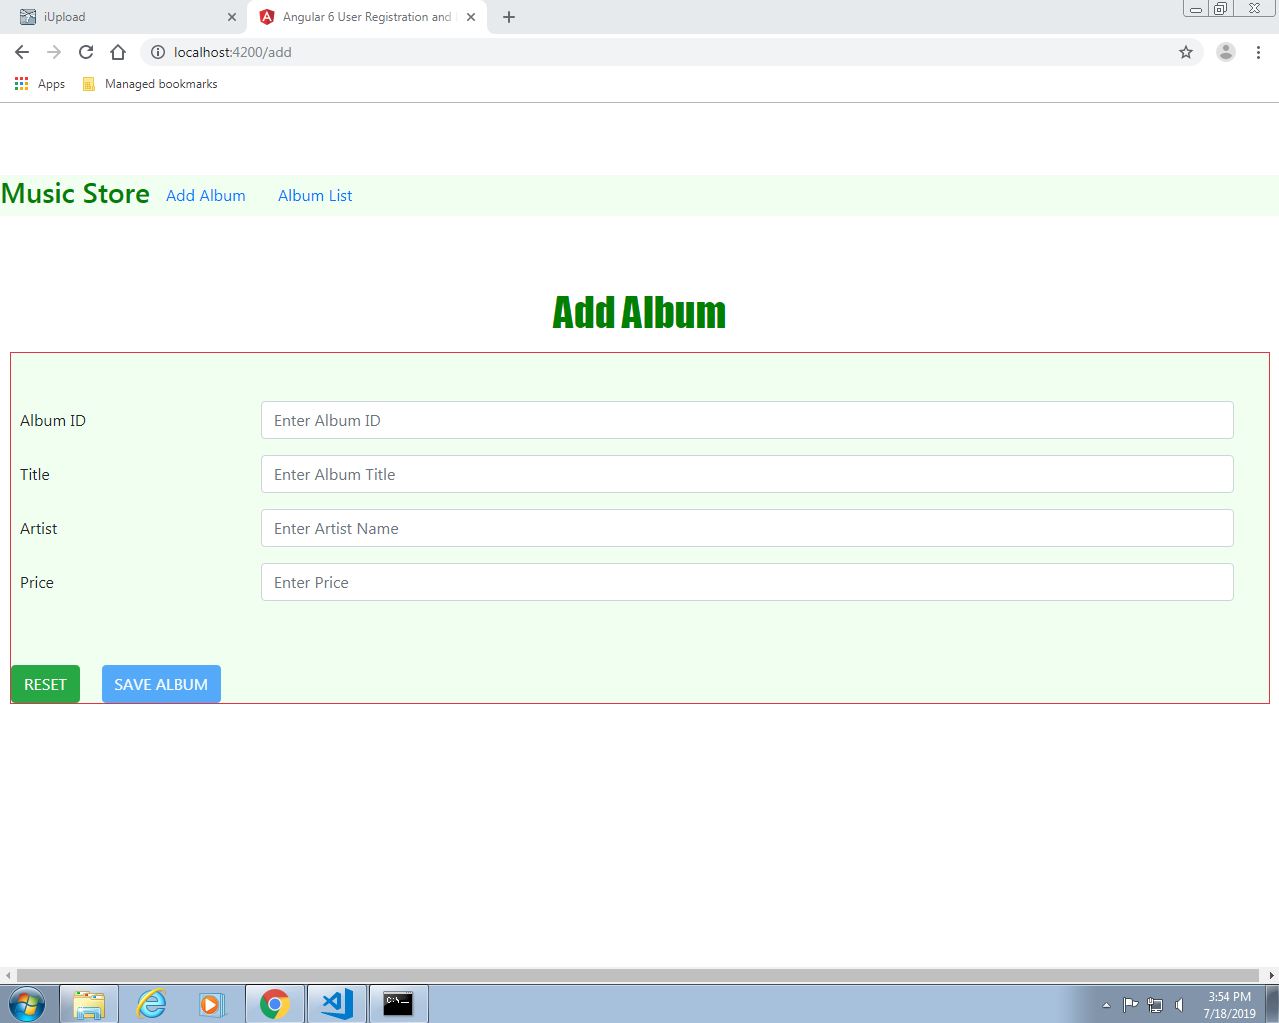 iUpload
Angular 6 User Registration and
localhost:4200/add
Apps Managed bookmarks
Music Store Add Album Album List
Add Album
Album ID Enter Album ID
Title Enter Album Title
Artist Enter Artist Name
Price Enter Price
RESET SAVE ALBUM
C:\_
3:54 PM
7/18/2019